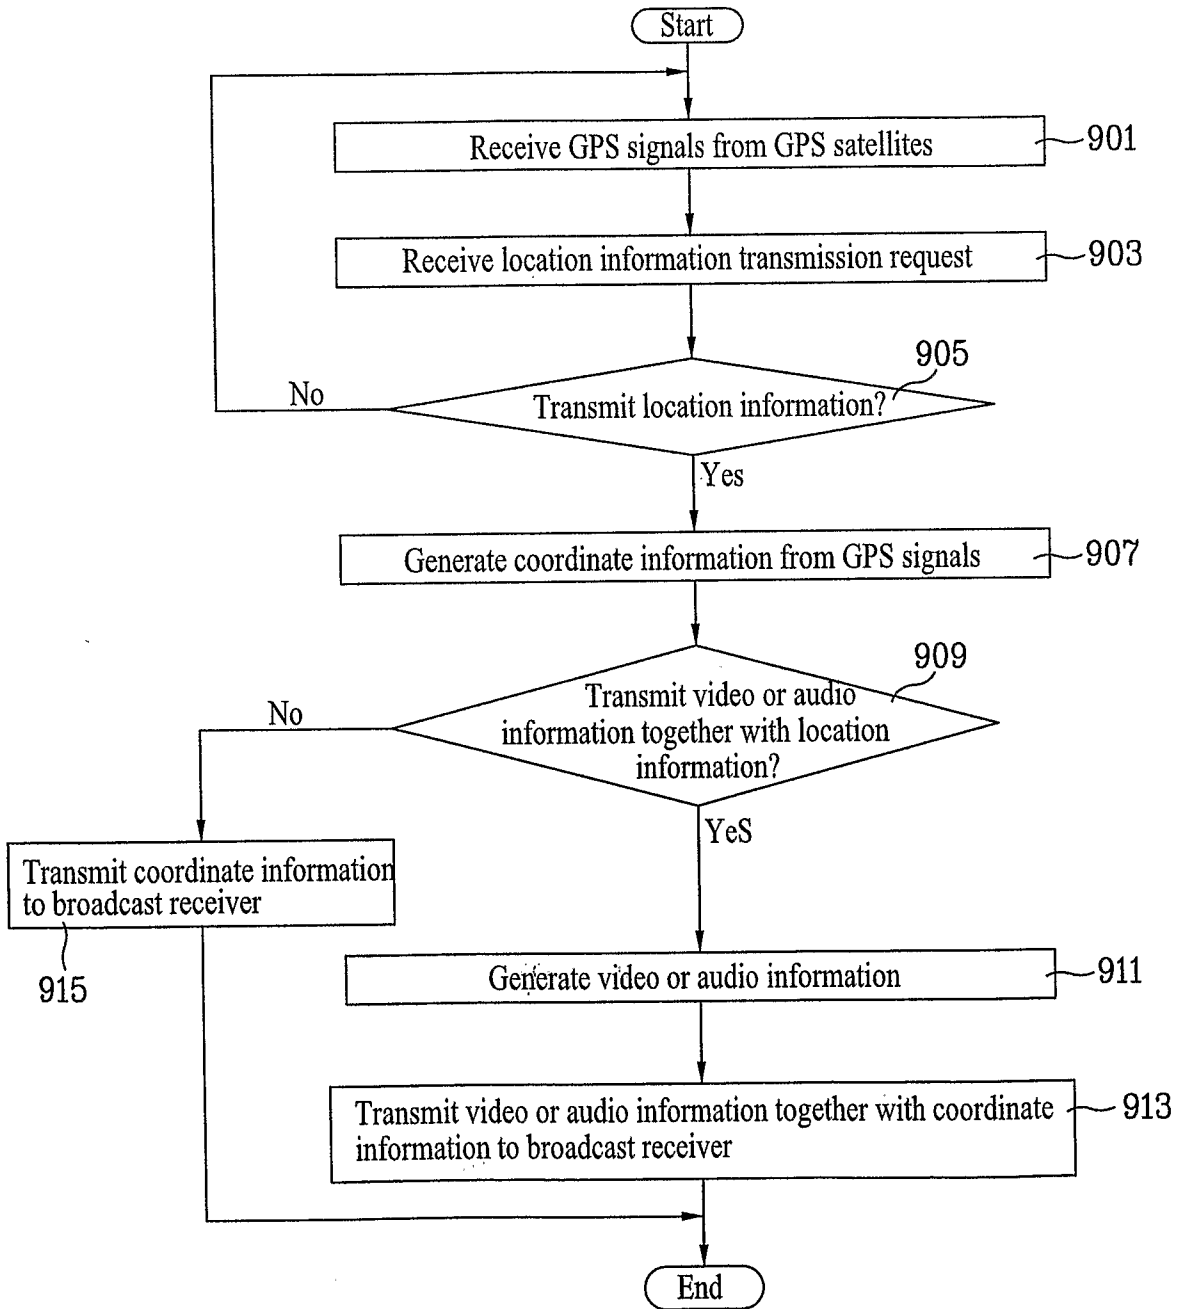 Start
Receive GPS signals from GPS satellites
901
Receive location information transmission request
903
905
Transmit location information?
No
Yes
Generate coordinate information from GPS signals
907
909
Transmit video or audio
information together with location
information?
No
YeS
Transmit coordinate information
to broadcast receiver
915
Generate video or audio information
911
Transmit video or audio information together with coordinate
information to broadcast receiver
913
End